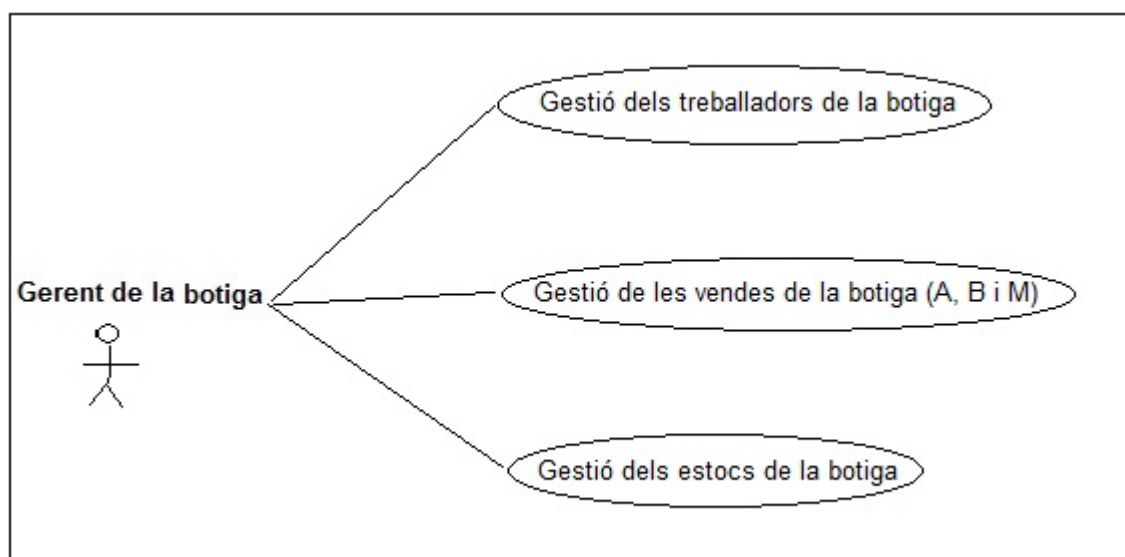 Gestió dels treballadors de la botiga
Gerent de la botiga
Gestió de les vendes de la botiga (A, B i M)
Gestió dels estocs de la botiga